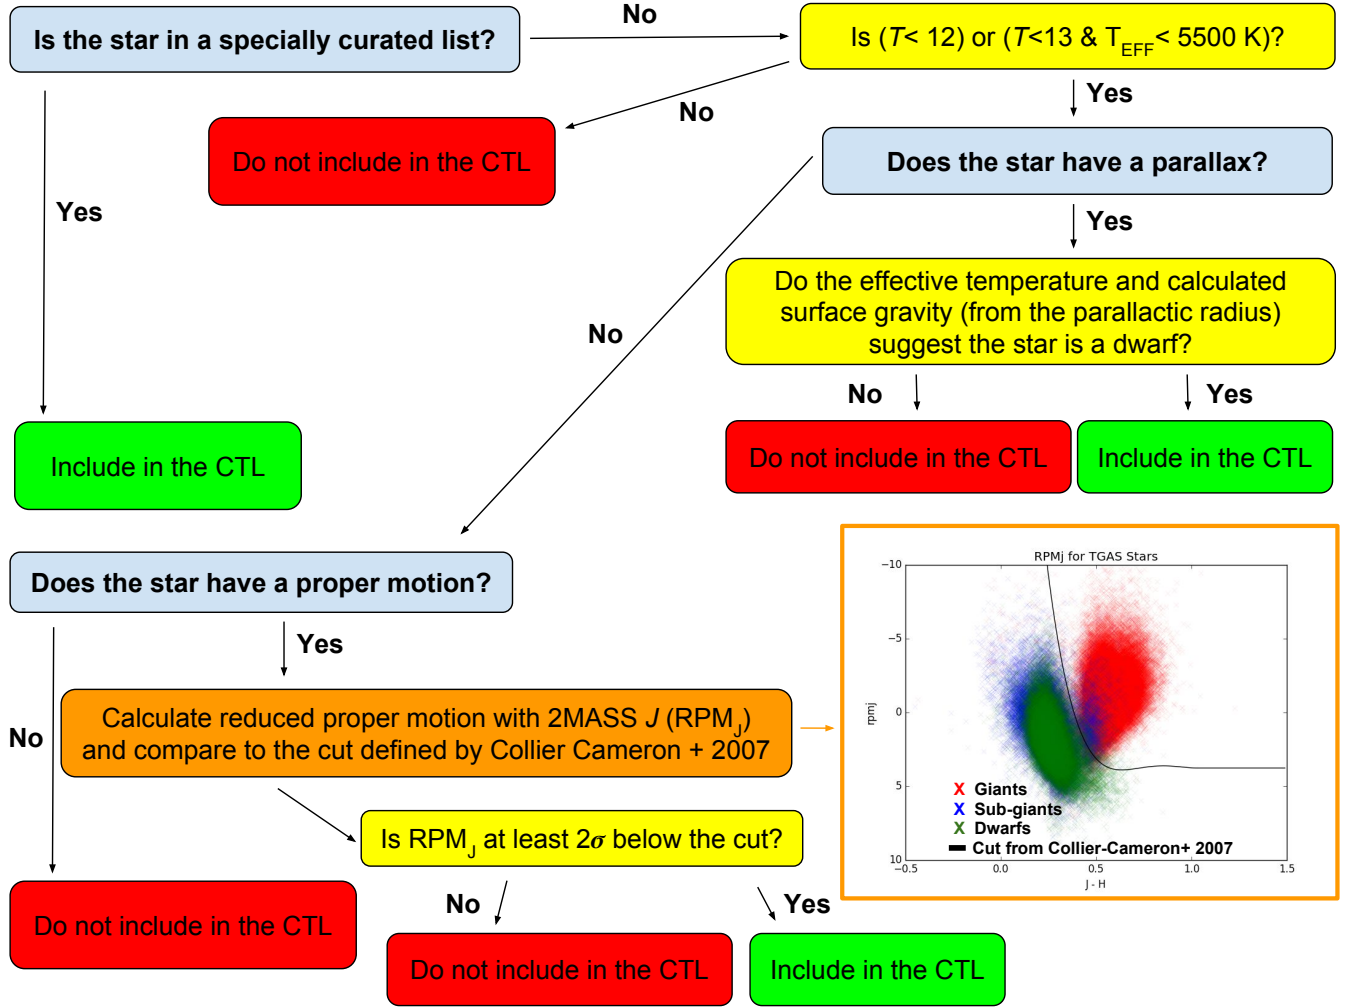 Is the star in a specially curated list?
No
Is (T< 12) or (T<13 & TEFF< 5500 K)?
No
Yes
Do not include in the CTL
Does the star have a parallax?
Yes
Yes
Do the effective temperature and calculated
surface gravity (from the parallactic radius)
suggest the star is a dwarf?
No
No
Yes
Include in the CTL
Do not include in the CTL
Include in the CTL
Does the star have a proper motion?
No
Yes
Calculate reduced proper motion with 2MASS J (RPMJ)
and compare to the cut defined by Collier Cameron + 2007
RPMj for TGAS Stars
-10
-5
0
5
10
rpmj
X Giants
X Sub-giants
X Dwarfs
Cut from Collier-Cameron+ 2007
−0.5
0.0
0.5
1.0
1.5
J - H
Is RPMJ at least 2σ below the cut?
No
Yes
Do not include in the CTL
Do not include in the CTL
Include in the CTL